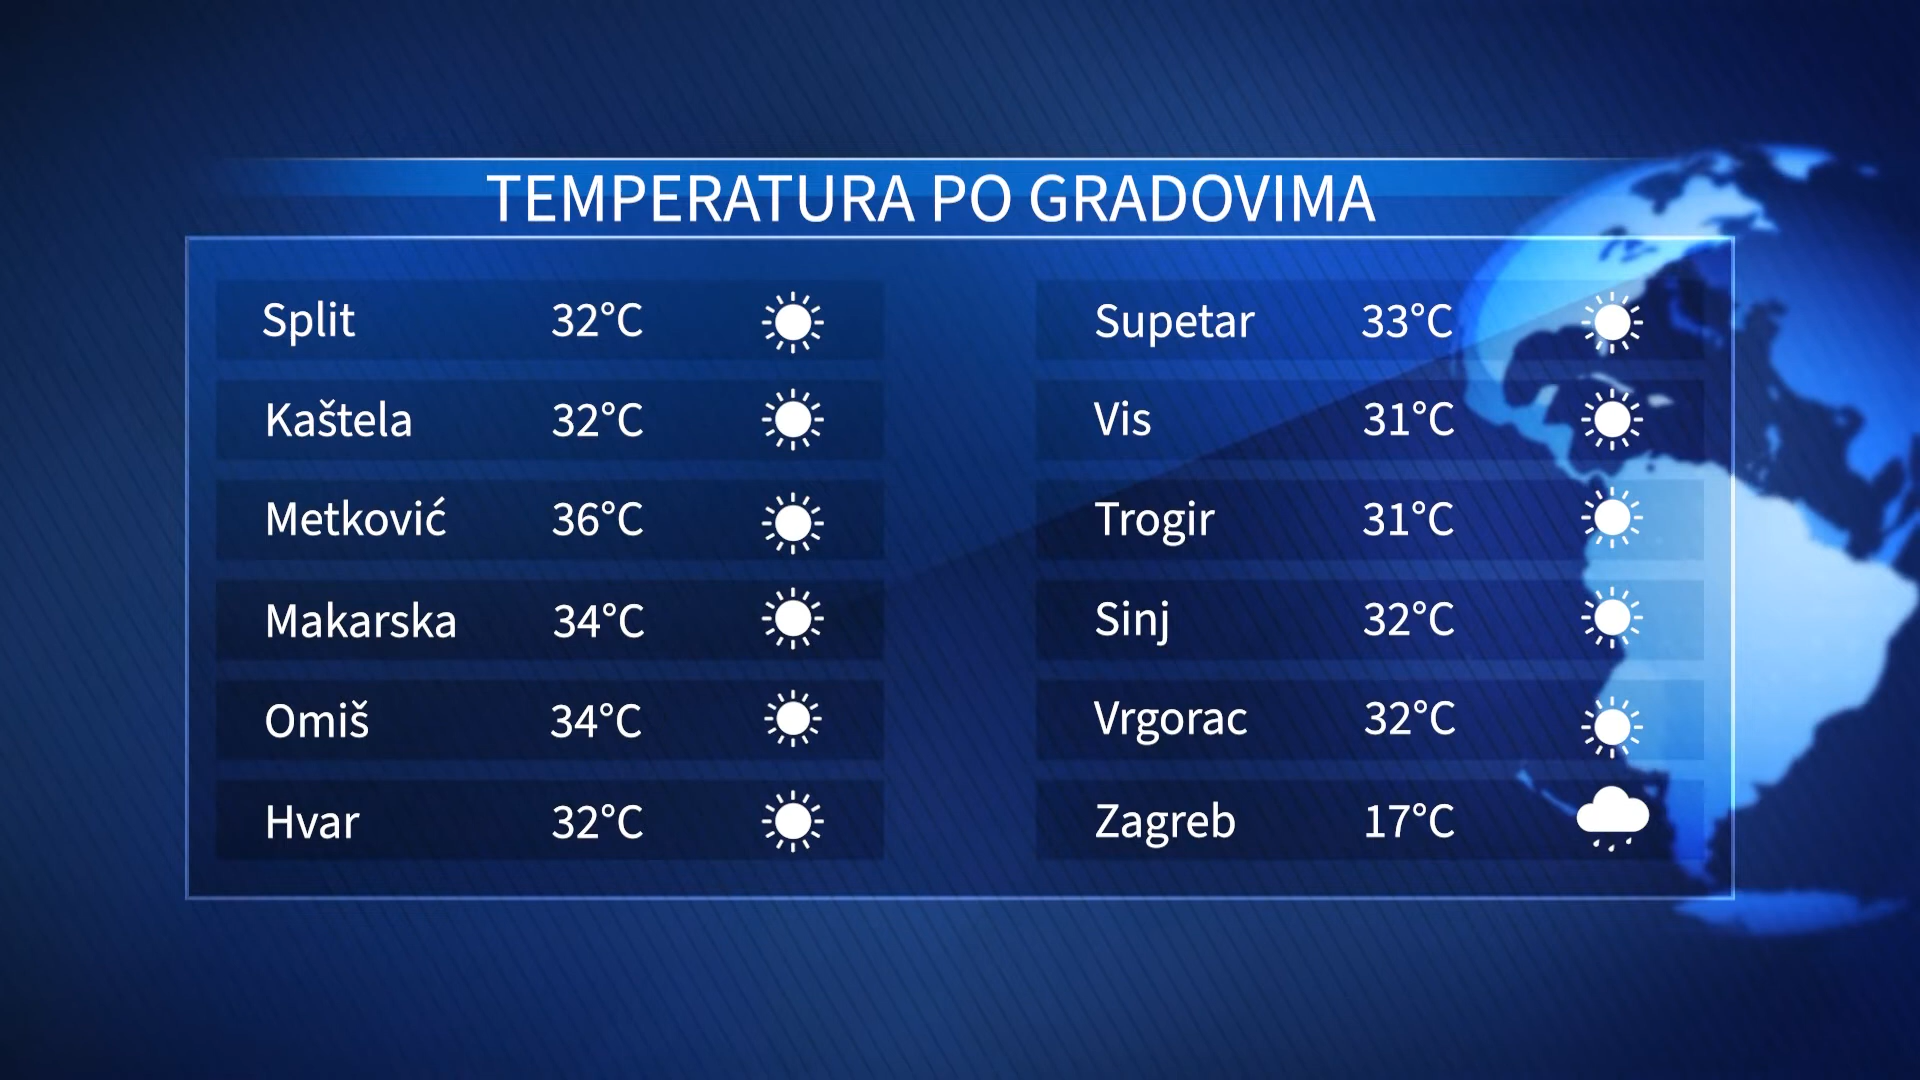 TEMPERATURA PO GRADOVIMA
Split 32°C
Kaštela 32°C
Metković 36°C
Makarska 34°C
Omiš 34°C
Hvar 32°C
Supetar 33°C
Vis 31°C
Trogir 31°C
Sinj 32°C
Vrgorac 32°C
Zagreb 17°C